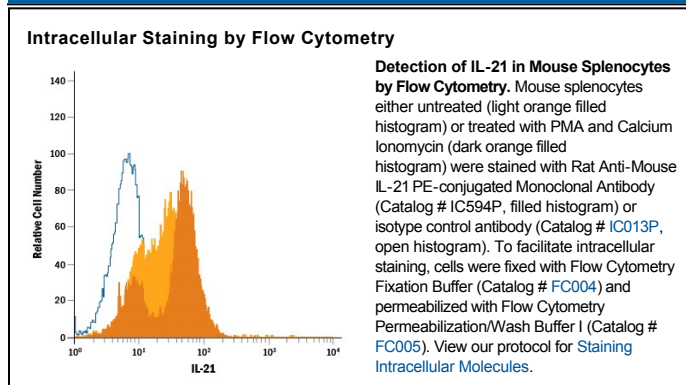 Intracellular Staining by Flow Cytometry
140
120
100
80
60
40
20
0
Relative Cell Number
10⁰ 10¹ 10² 10³ 10⁴
IL-21
Detection of IL-21 in Mouse Splenocytes
by Flow Cytometry. Mouse splenocytes
either untreated (light orange filled
histogram) or treated with PMA and Calcium
Ionomycin (dark orange filled
histogram) were stained with Rat Anti-Mouse
IL-21 PE-conjugated Monoclonal Antibody
(Catalog # IC594P, filled histogram) or
isotype control antibody (Catalog # IC013P,
open histogram). To facilitate intracellular
staining, cells were fixed with Flow Cytometry
Fixation Buffer (Catalog # FC004) and
permeabilized with Flow Cytometry
Permeabilization/Wash Buffer I (Catalog #
FC005). View our protocol for Staining
Intracellular Molecules.